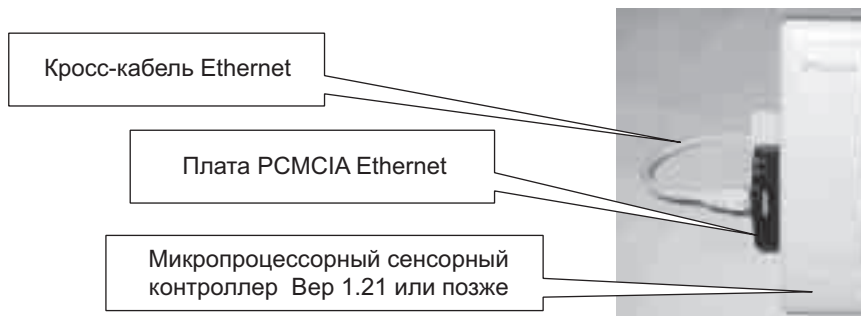 Кросс-кабель Ethernet
Плата PCMCIA Ethernet
Микропроцессорный сенсорный
контроллер Вер 1.21 или позже